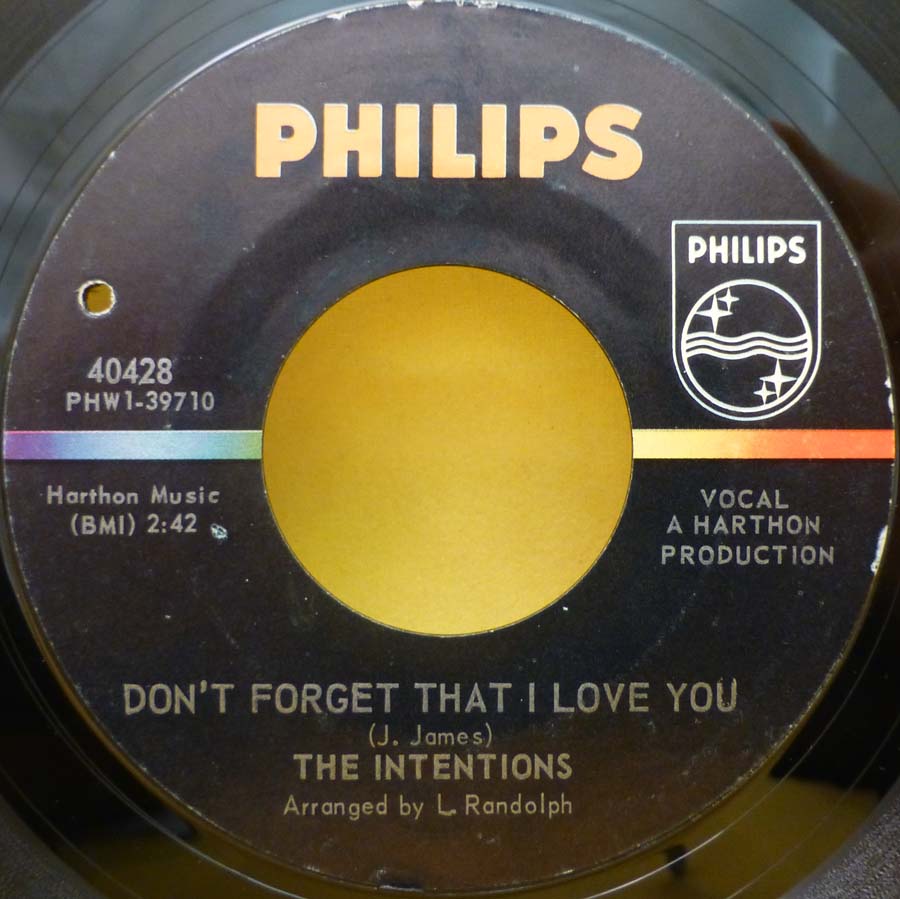 PHILIPS
PHILIPS
40428
PHW1-39710
Harthon Music
(BMI) 2:42
VOCAL
A HARTHON
PRODUCTION
DON'T FORGET THAT I LOVE YOU
(J. James)
THE INTENTIONS
Arranged by L. Randolph